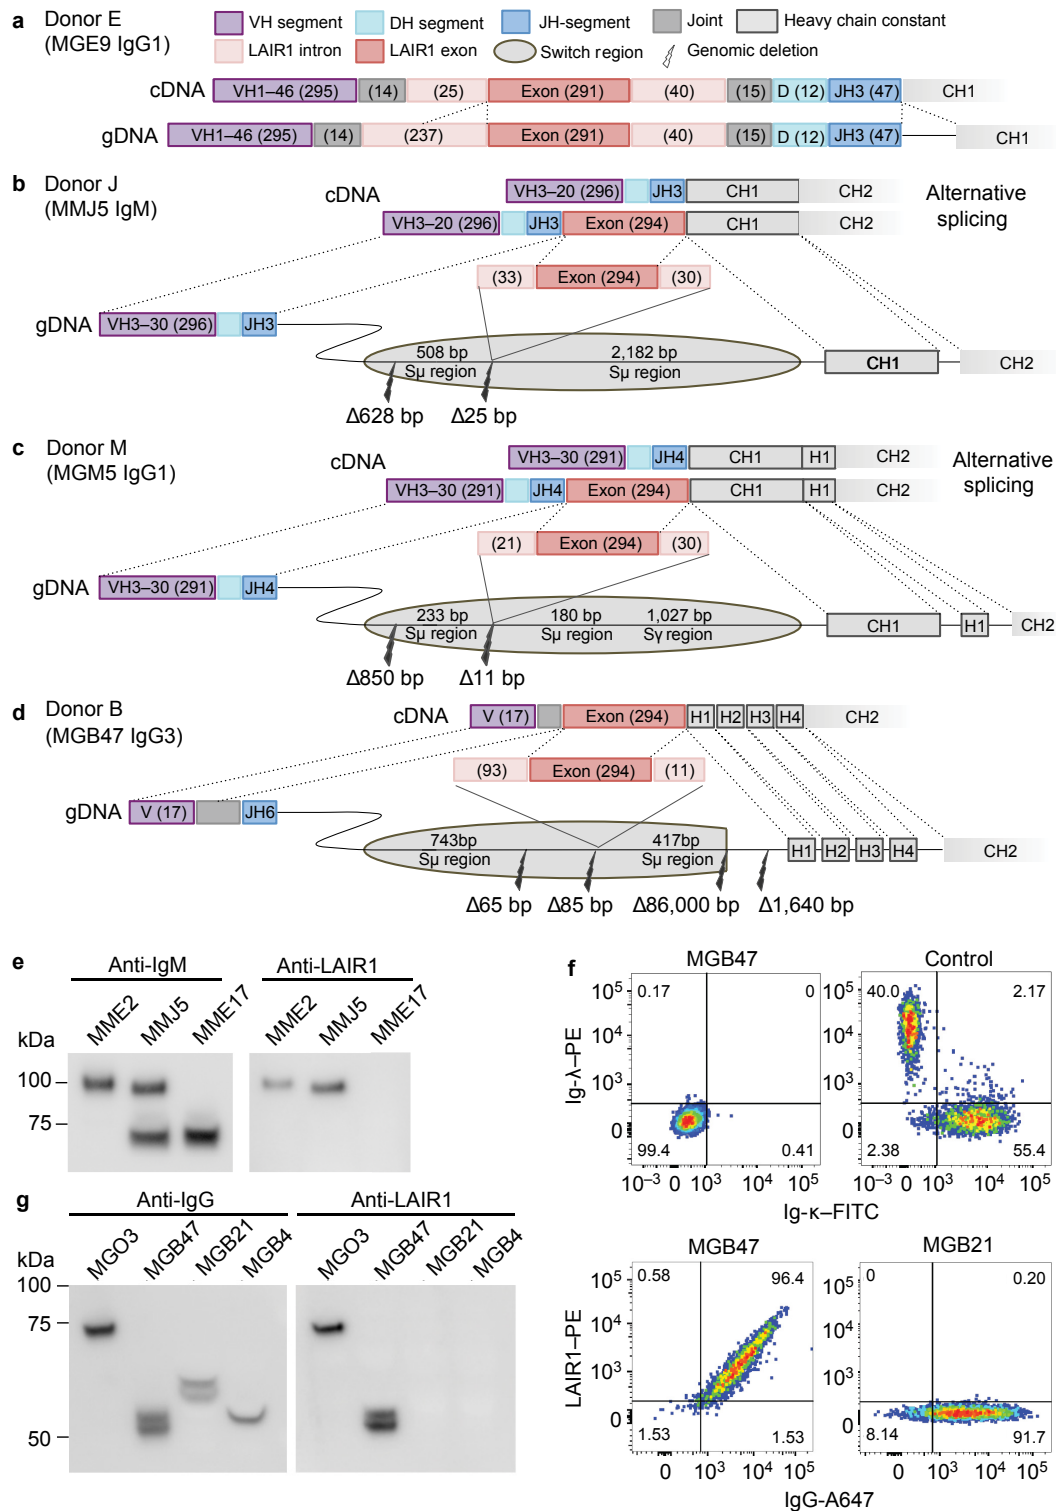 a Donor E
(MGE9 IgG1)
VH segment DH segment JH-segment Joint Heavy chain constant
LAIR1 intron LAIR1 exon Switch region Genomic deletion
cDNA VH1–46 (295) (14) (25) Exon (291) (40) (15) D (12) JH3 (47) CH1
gDNA VH1–46 (295) (14) (237) Exon (291) (40) (15) D (12) JH3 (47) CH1
b Donor J
(MMJ5 IgM)
cDNA VH3–20 (296) JH3 CH1 CH2
VH3–20 (296) JH3 Exon (294) CH1 CH2
Alternative
splicing
(33) Exon (294) (30)
gDNA VH3–30 (296) JH3
508 bp 2,182 bp
Sμ region Sμ region
CH1 CH2
Δ628 bp Δ25 bp
c Donor M
(MGM5 IgG1)
cDNA VH3–30 (291) JH4 CH1 H1 CH2
VH3–30 (291) JH4 Exon (294) CH1 H1 CH2
Alternative
splicing
(21) Exon (294) (30)
gDNA VH3–30 (291) JH4
233 bp 180 bp 1,027 bp
Sμ region Sμ region Sγ region
CH1 H1 CH2
Δ850 bp Δ11 bp
d Donor B
(MGB47 IgG3)
cDNA V (17) Exon (294) H1 H2 H3 H4 CH2
(93) Exon (294) (11)
gDNA V (17) JH6
743bp 417bp
Sμ region Sμ region
H1 H2 H3 H4 CH2
Δ65 bp Δ85 bp Δ86,000 bp Δ1,640 bp
e Anti-IgM Anti-LAIR1
MME2 MMJ5 MME17 MME2 MMJ5 MME17
kDa
100
75
f MGB47 Control
Ig-λ–PE
10⁵ 10⁴ 10³ 0
0.17 0 99.4 0.41
10⁻³ 0 10³ 10⁴ 10⁵
10⁵ 10⁴ 10³ 0
40.0 2.17 2.38 55.4
10⁻³ 0 10³ 10⁴ 10⁵
Ig-κ–FITC
MGB47 MGB21
LAIR1–PE
10⁵ 10⁴ 10³ 0
0.58 96.4 1.53 1.53
0 10³ 10⁴ 10⁵
10⁵ 10⁴ 10³ 0
0 0.20 8.14 91.7
0 10³ 10⁴ 10⁵
IgG-A647
g Anti-IgG Anti-LAIR1
MGO3 MGB47 MGB21 MGB4 MGO3 MGB47 MGB21 MGB4
kDa
100
75
50